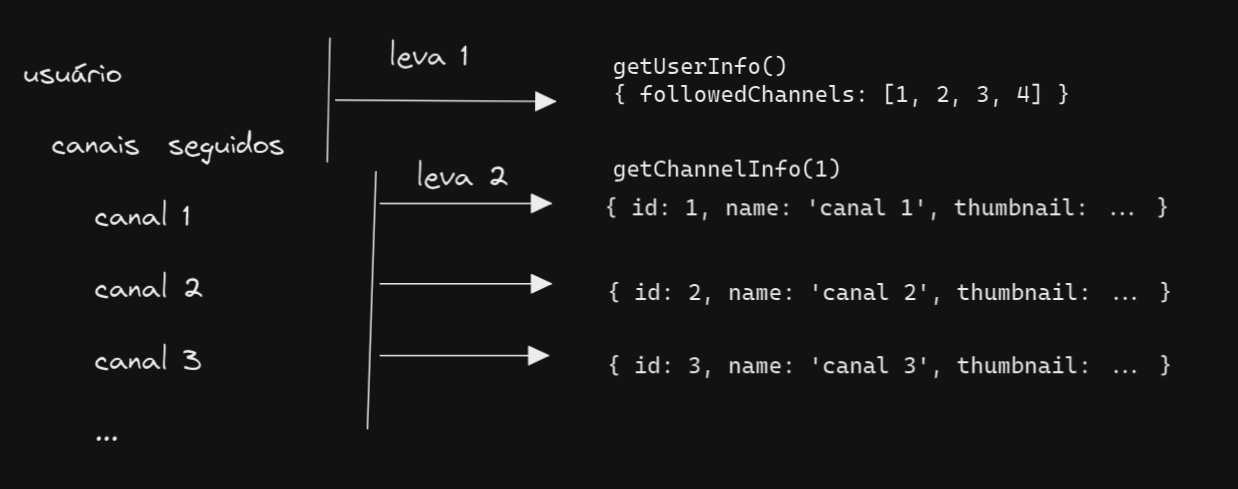 usuário
canais seguidos
canal 1
canal 2
canal 3
...
leva 1
leva 2
getUserInfo()
{ followedChannels: [1, 2, 3, 4] }
getChannelInfo(1)
{ id: 1, name: 'canal 1', thumbnail: ... }
{ id: 2, name: 'canal 2', thumbnail: ... }
{ id: 3, name: 'canal 3', thumbnail: ... }